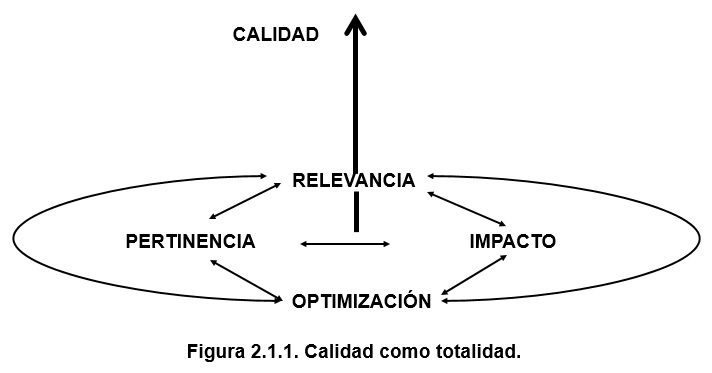 CALIDAD
RELEVANCIA
PERTINENCIA
IMPACTO
OPTIMIZACIÓN
Figura 2.1.1. Calidad como totalidad.